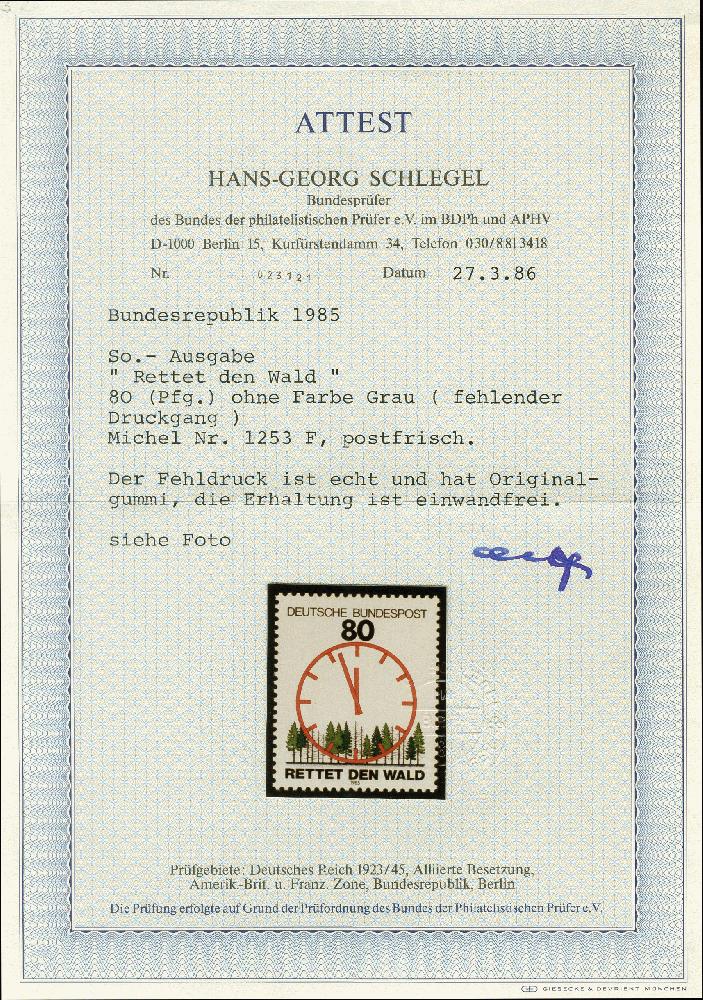 ATTEST
HANS-GEORG SCHLEGEL
Bundesprüfer
des Bundes der philatelistischen Prüfer e.V. im BDPh und APHV
D-1000 Berlin 15, Kurfürstendamm 34, Telefon 030/8813418
Nr. 023121 Datum 27.3.86
Bundesrepublik 1985
So.- Ausgabe
" Rettet den Wald "
80 (Pfg.) ohne Farbe Grau ( fehlender
Druckgang )
Michel Nr. 1253 F, postfrisch.
Der Fehldruck ist echt und hat Original-
gummi, die Erhaltung ist einwandfrei.
siehe Foto
DEUTSCHE BUNDESPOST
80
RETTET DEN WALD
1985
Prüfgebiete: Deutsches Reich 1923/45, Alliierte Besetzung,
Amerik.-Brit. u. Franz. Zone, Bundesrepublik, Berlin
Die Prüfung erfolgte auf Grund der Prüfordnung des Bundes der Philatelistischen Prüfer e.V.
GIESECKE & DEVRIENT MÜNCHEN